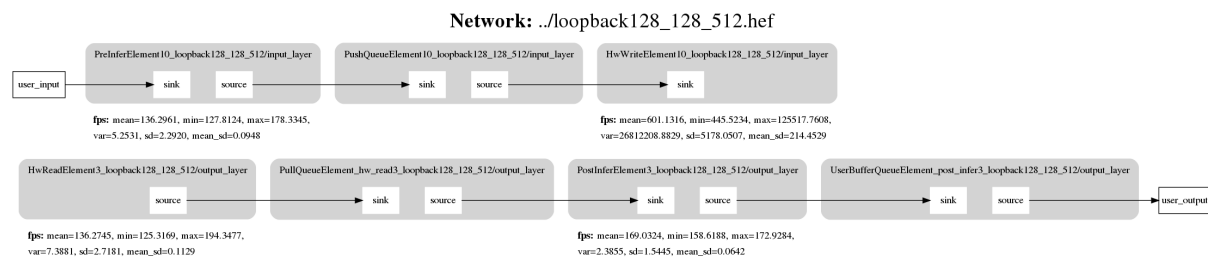 Network: ../loopback128_128_512.hef
PreInferElement10_loopback128_128_512/input_layer
PushQueueElement10_loopback128_128_512/input_layer
HwWriteElement10_loopback128_128_512/input_layer
user_input
sink
source
sink
source
sink
fps: mean=136.2961, min=127.8124, max=178.3345,
var=5.2531, sd=2.2920, mean_sd=0.0948
fps: mean=601.1316, min=445.5234, max=125517.7608,
var=26812208.8829, sd=5178.0507, mean_sd=214.4529
HwReadElement3_loopback128_128_512/output_layer
PullQueueElement_hw_read3_loopback128_128_512/output_layer
PostInferElement3_loopback128_128_512/output_layer
UserBufferQueueElement_post_infer3_loopback128_128_512/output_layer
source
sink
source
sink
source
sink
source
user_output
fps: mean=136.2745, min=125.3169, max=194.3477,
var=7.3881, sd=2.7181, mean_sd=0.1129
fps: mean=169.0324, min=158.6188, max=172.9284,
var=2.3855, sd=1.5445, mean_sd=0.0642